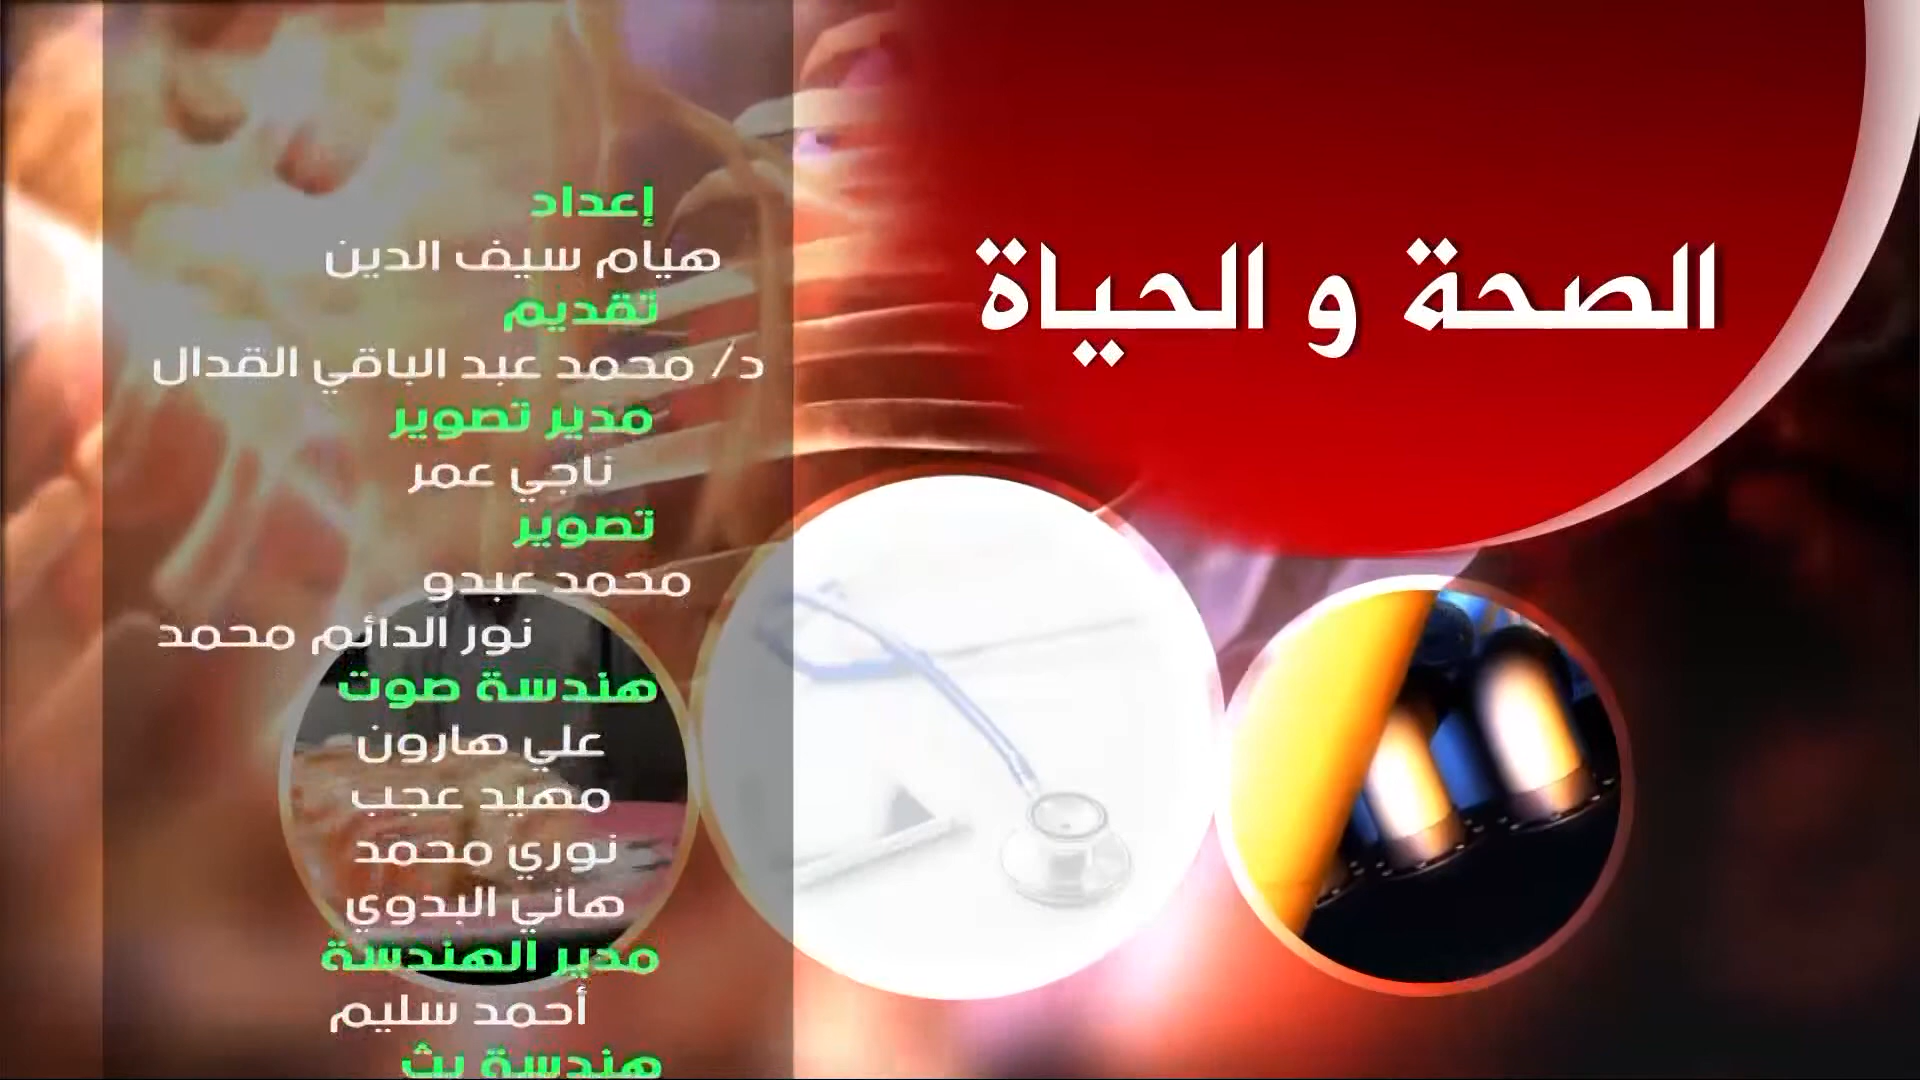 الصحة و الحياة
إعداد
هيام سيف الدين
تقديم
د/ محمد عبد الباقي القدال
مدير تصوير
ناجي عمر
تصوير
محمد عبدو
نور الدائم محمد
هندسة صوت
علي هارون
مهيد عجب
نوري محمد
هاني البدوي
مدير الهندسة
أحمد سليم
هندسة بث